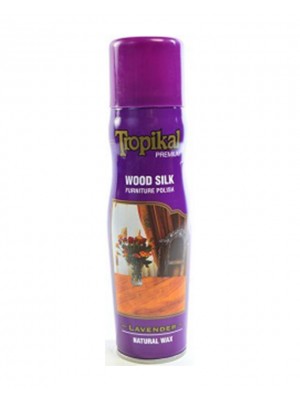 Tropikal
PREMIUM
WOOD SILK
FURNITURE POLISH
LAVENDER
NATURAL WAX